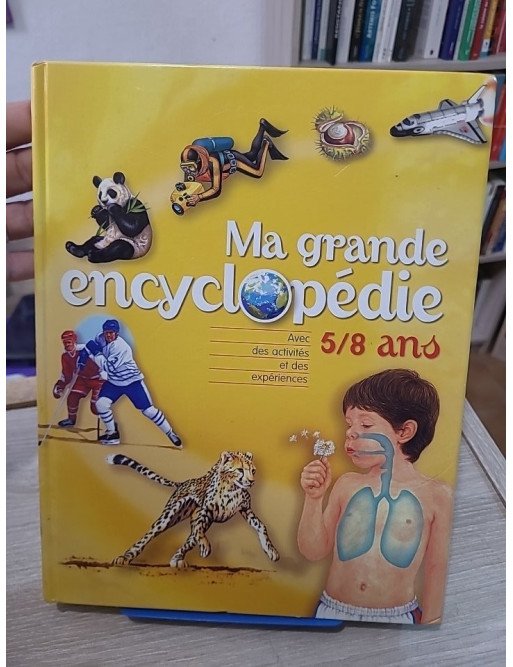 Ma grande
encyclopédie
5/8 ans
Avec
des activités
et des
expériences